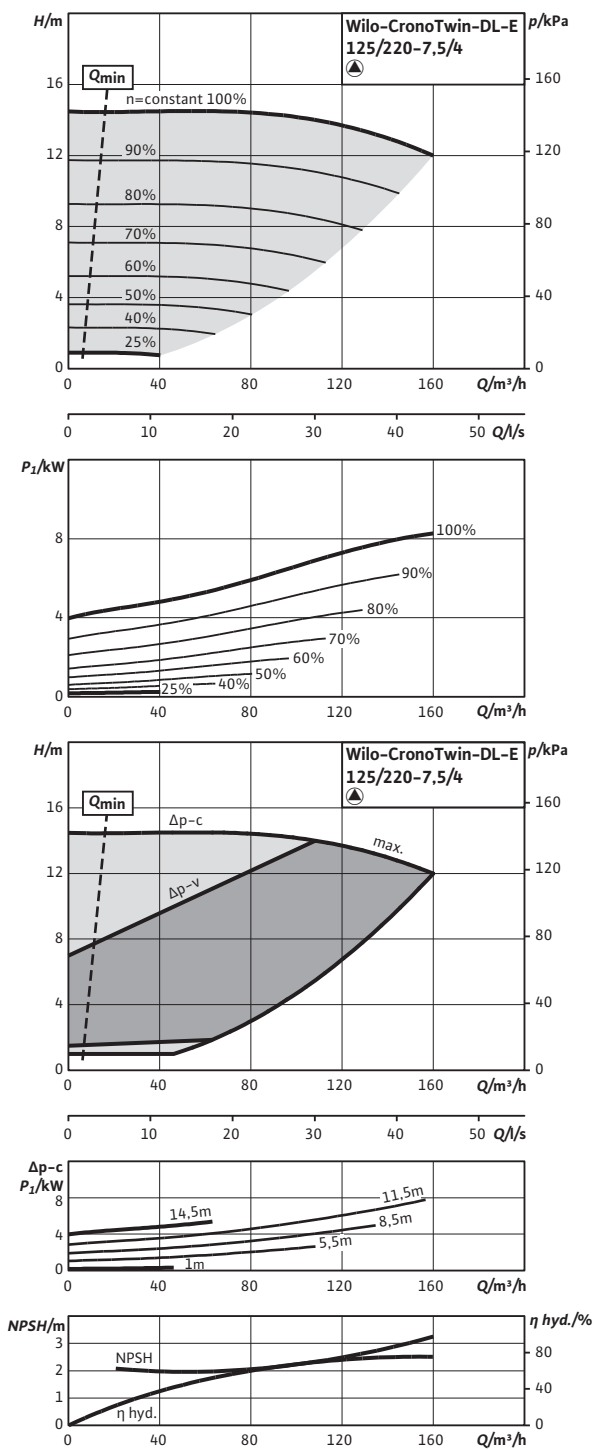 H/m
Wilo-CronoTwin-DL-E
125/220-7,5/4
p/kPa
Qmin
n=constant 100%
90%
80%
70%
60%
50%
40%
25%
16
12
8
4
0
160
120
80
40
0
0 40 80 120 160 Q/m³/h
0 10 20 30 40 50 Q/l/s
P1/kW
8
4
0
100%
90%
80%
70%
60%
50%
40%
25%
0 40 80 120 160 Q/m³/h
H/m
Wilo-CronoTwin-DL-E
125/220-7,5/4
p/kPa
Qmin
Δp-c
max.
Δp-v
16
12
8
4
0
160
120
80
40
0
0 40 80 120 160 Q/m³/h
0 10 20 30 40 50 Q/l/s
Δp-c
P1/kW
8
4
0
14,5m
11,5m
8,5m
5,5m
1m
0 40 80 120 160 Q/m³/h
NPSH/m
η hyd./%
3
2
1
0
NPSH
η hyd.
80
40
0
0 40 80 120 160 Q/m³/h